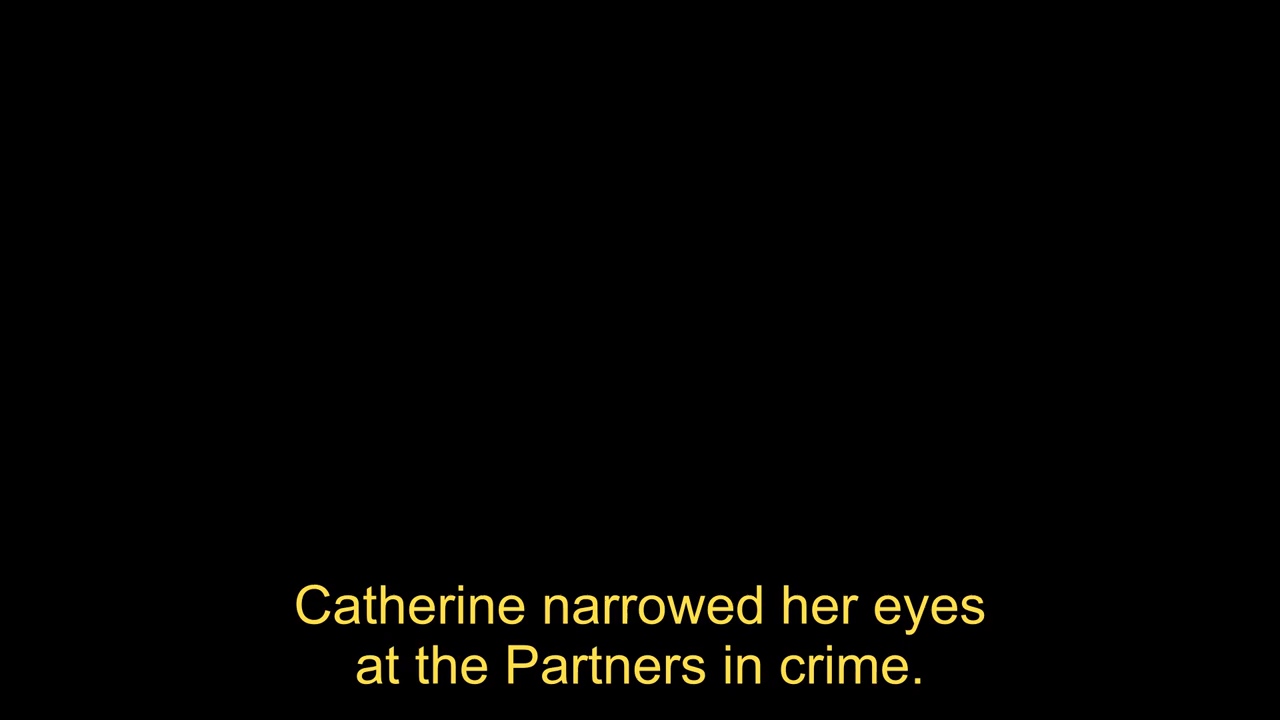 Catherine narrowed her eyes
at the Partners in crime.